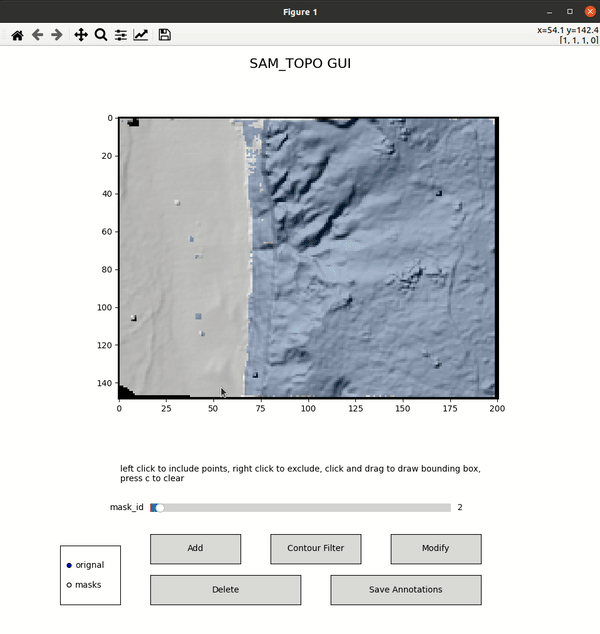 Figure 1
x=54.1 y=142.4
[1, 1, 1, 0]
SAM_TOPO GUI
0
20
40
60
80
100
120
140
0 25 50 75 100 125 150 175 200
left click to include points, right click to exclude, click and drag to draw bounding box,
press c to clear
mask_id 2
Add Contour Filter Modify
orignal
masks
Delete Save Annotations